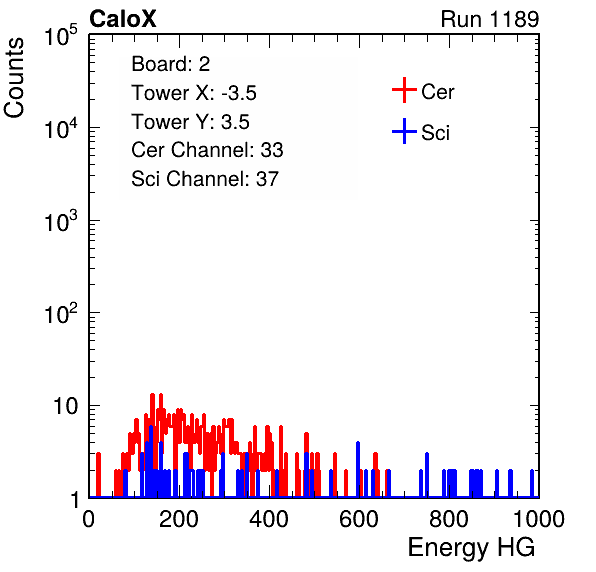 CaloX Run 1189
Counts
Board: 2
Tower X: -3.5
Tower Y: 3.5
Cer Channel: 33
Sci Channel: 37
Cer
Sci
10^5
10^4
10^3
10^2
10
1
0 200 400 600 800 1000
Energy HG